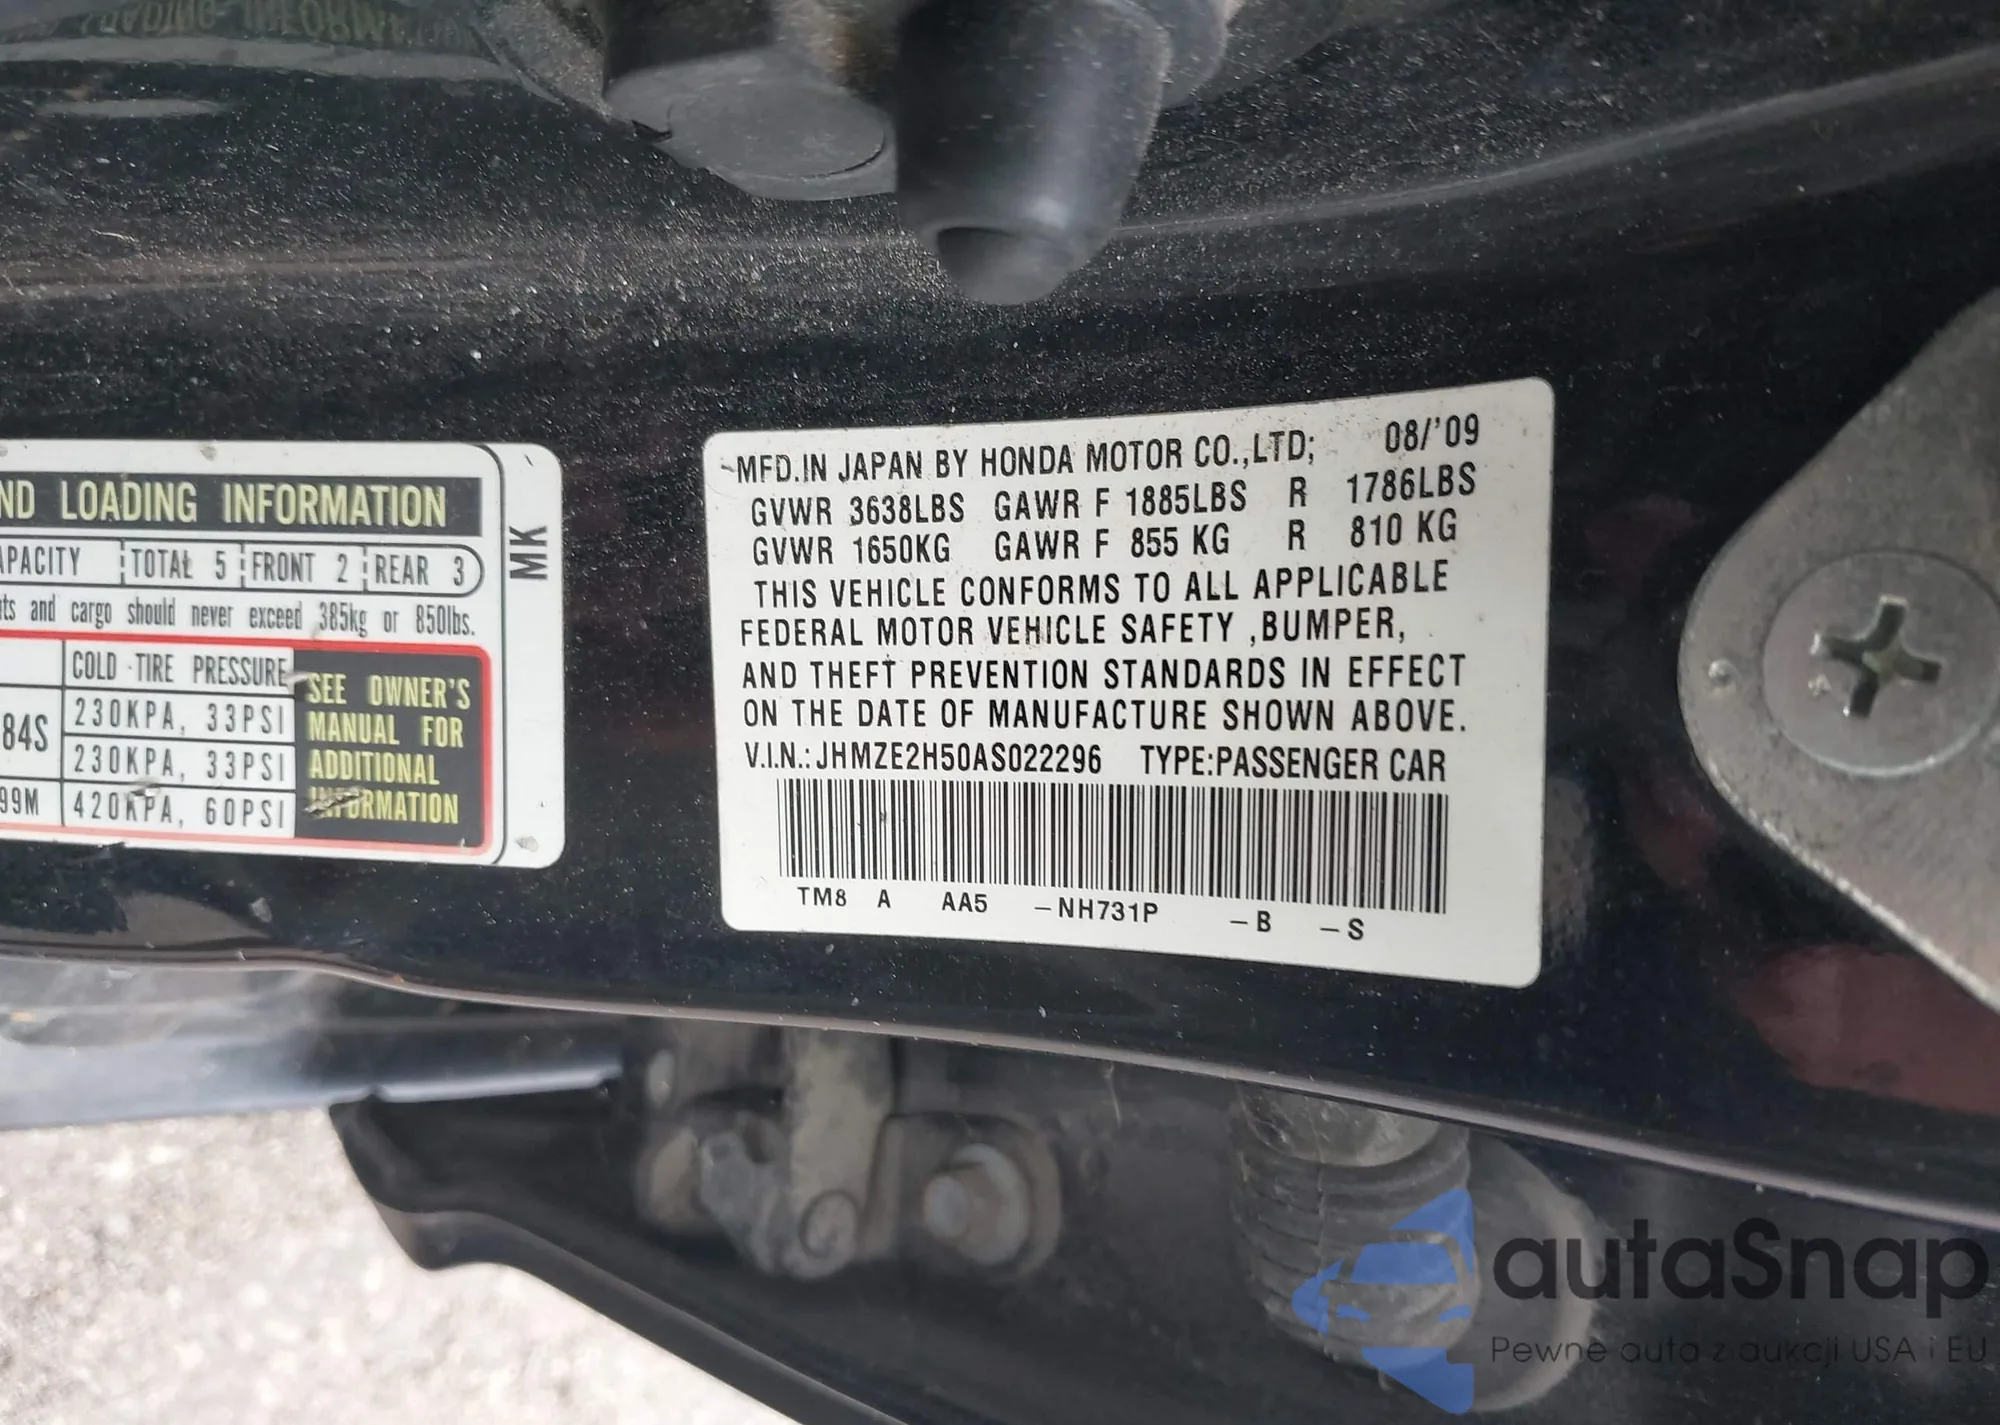 ND LOADING INFORMATION
APACITY TOTAL 5 FRONT 2 REAR 3
and cargo should never exceed 385kg or 850lbs.
COLD TIRE PRESSURE
84S 230KPA, 33PSI
230KPA, 33PSI
99M 420KPA, 60PSI
SEE OWNER'S
MANUAL FOR
ADDITIONAL
INFORMATION
MK
MFD.IN JAPAN BY HONDA MOTOR CO.,LTD; 08/'09
GVWR 3638LBS GAWR F 1885LBS R 1786LBS
GVWR 1650KG GAWR F 855 KG R 810 KG
THIS VEHICLE CONFORMS TO ALL APPLICABLE
FEDERAL MOTOR VEHICLE SAFETY ,BUMPER,
AND THEFT PREVENTION STANDARDS IN EFFECT
ON THE DATE OF MANUFACTURE SHOWN ABOVE.
V.I.N.: JHMZE2H50AS022296 TYPE:PASSENGER CAR
TM8 A AA5 -NH731P -B -S
autaSnap
Pewne auta z aukcji USA i EU